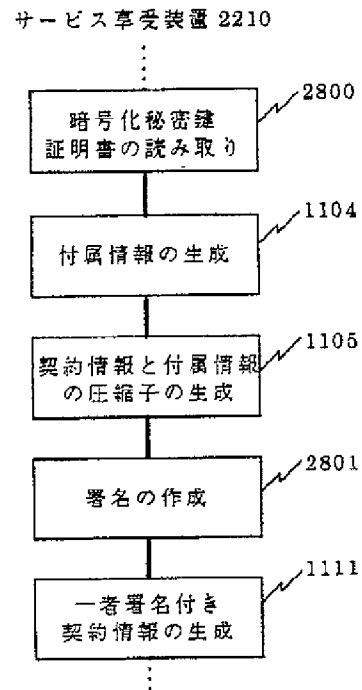 サービス享受装置 2210
2800
暗号化秘密鍵
証明書の読み取り
1104
付属情報の生成
1105
契約情報と付属情報
の圧縮子の生成
2801
署名の作成
1111
一者署名付き
契約情報の生成